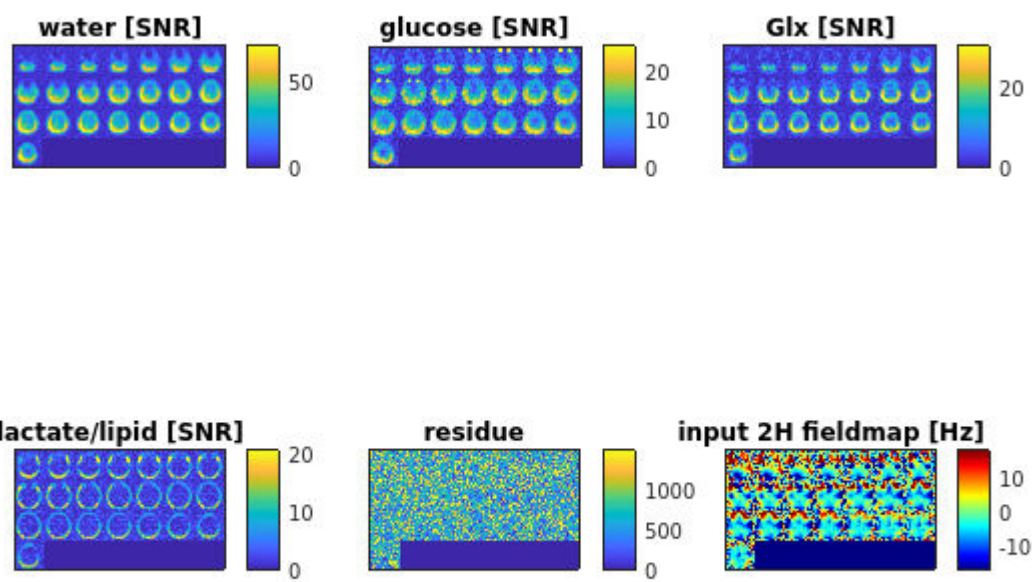 water [SNR]
glucose [SNR]
Glx [SNR]
50
0
20
10
0
20
0
lactate/lipid [SNR]
residue
input 2H fieldmap [Hz]
20
10
0
1000
500
0
10
0
-10